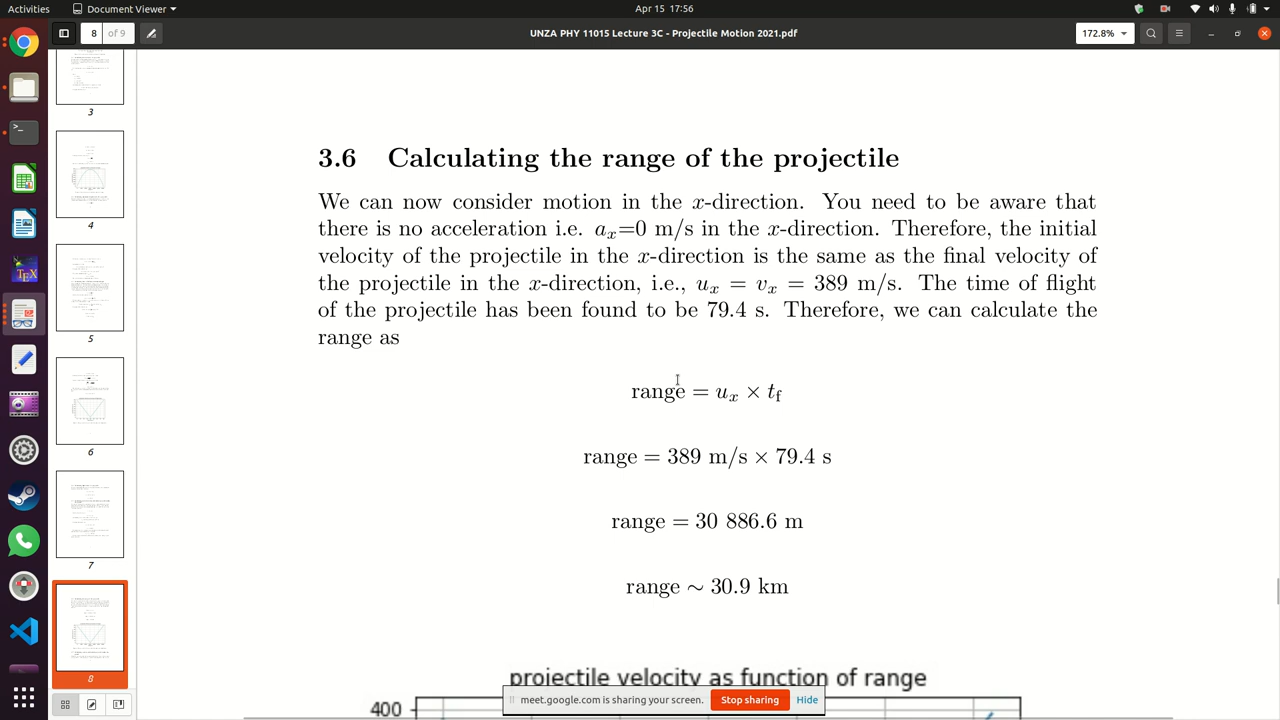 Activities
Document Viewer
Apr 15 17:56
8 of 9
UNZA PHY 11015 Lecture 3C - Projectile Motion 2021.pdf
172.8%
3
4
5
6
7
8
3.6 Calculating the range of the projectile
We can now consider motion in the x-direction. You need to be aware that
there is no acceleration i.e. aₓ=0 m/s in the x-direction. Therefore, the initial
velocity of the projectile in the x-direction is the same as the final velocity of
the projectile in the x-direction, i.e., uₓ = vₓ = 389 m/s. The time of flight
of the projectile has been found to be 79.4 s. Therefore, we can calculate the
range as
range = uₓ × t_f
range = 389 m/s × 79.4 s
range = 30 886.6 m
range ∼ 30.9 km
projectile velocity as function of range
400
meet.google.com is sharing your screen.
Stop sharing
Hide